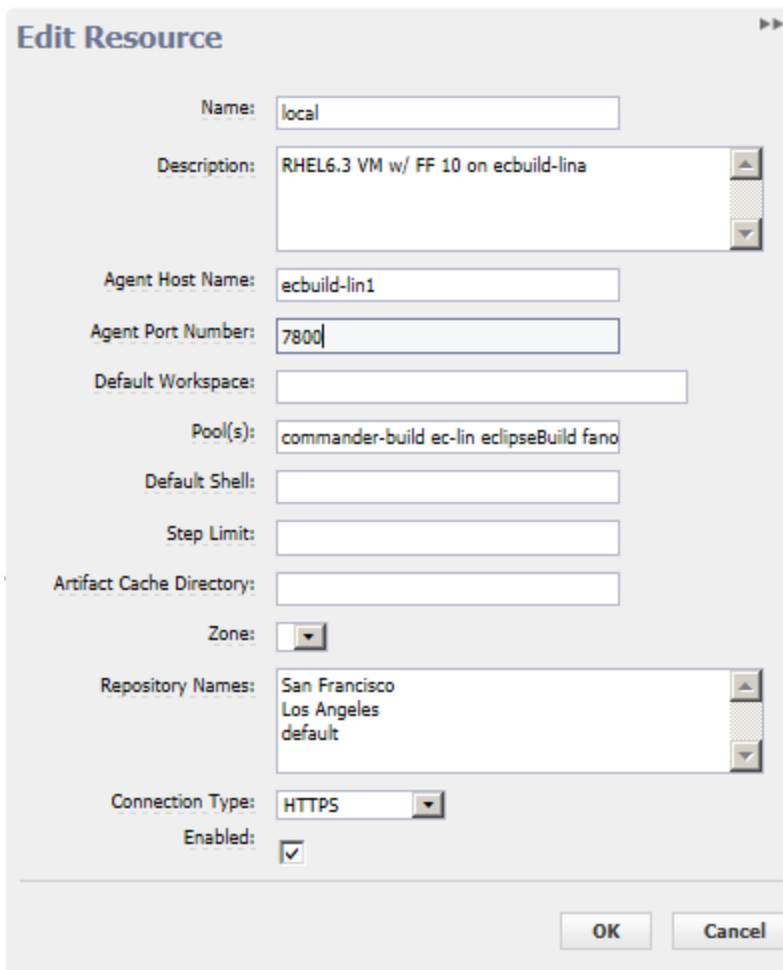 Edit Resource
Name: local
Description: RHEL6.3 VM w/ FF 10 on ecbuild-lina
Agent Host Name: ecbuild-lin1
Agent Port Number: 7800
Default Workspace:
Pool(s): commander-build ec-lin eclipseBuild fano
Default Shell:
Step Limit:
Artifact Cache Directory:
Zone:
Repository Names: San Francisco
Los Angeles
default
Connection Type: HTTPS
Enabled:
OK Cancel